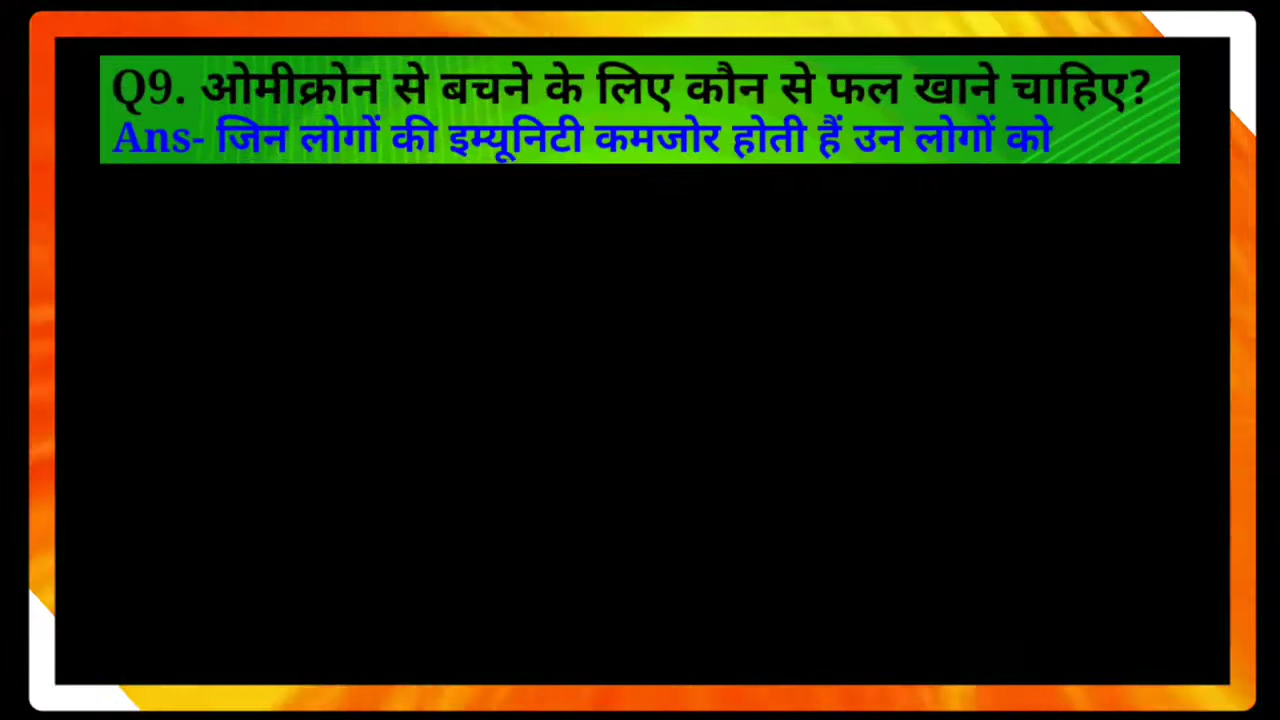 Q9. ओमीक्रोन से बचने के लिए कौन से फल खाने चाहिए?
Ans- जिन लोगों की इम्यूनिटी कमजोर होती हैं उन लोगों को